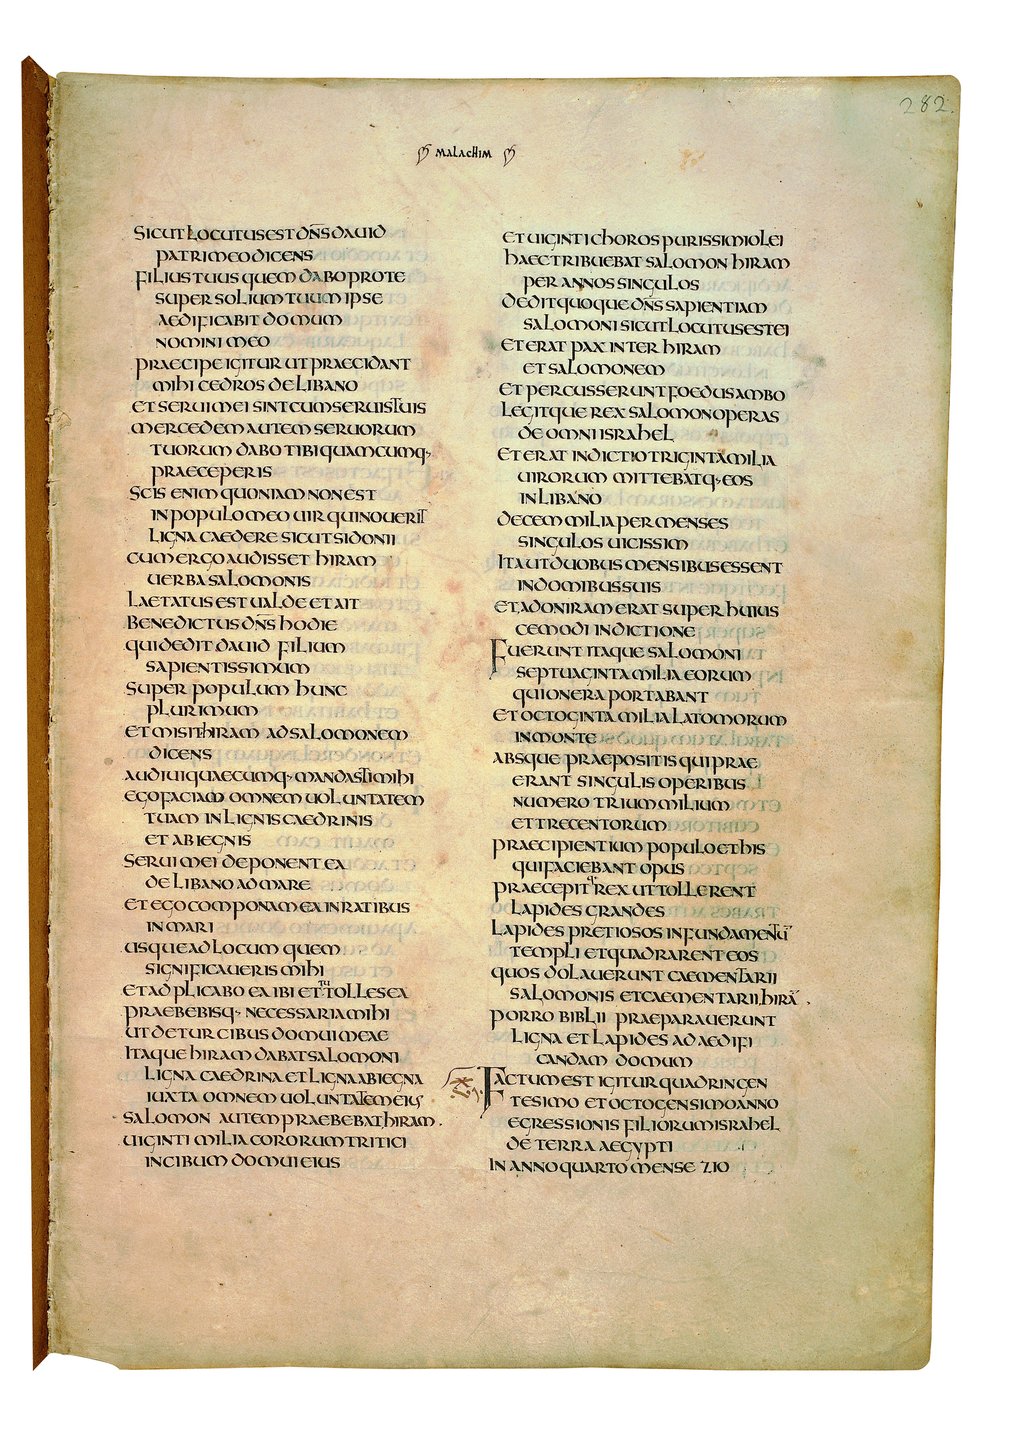 282.
MALACHIM
SICUT LOCUTUS EST DN̄S DAUID
PATRI MEO DICENS
FILIUS TUUS QUEM DABO PRO TE
SUPER SOLIUM TUUM IPSE
AEDIFICABIT DOMUM
NOMINI MEO
PRAECIPE IGITUR UT PRAECIDANT
MIHI CEDROS DE LIBANO
ET SERUI MEI SINT CUM SERUIS TUIS
MERCEDEM AUTEM SERUORUM
TUORUM DABO TIBI QUAMCUMQ·
PRAECEPERIS
SCIS ENIM QUONIAM NON EST
IN POPULO MEO UIR QUI NOUERIT
LIGNA CAEDERE SICUT SIDONII
CUM ERGO AUDISSET HIRAM
UERBA SALOMONIS
LAETATUS EST UALDE ET AIT
BENEDICTUS DN̄S HODIE
QUI DEDIT DAUID FILIUM
SAPIENTISSIMUM
SUPER POPULUM HUNC
PLURIMUM
ET MISIT HIRAM AD SALOMONEM
DICENS
AUDIUI QUAECUMQ· MANDASTI MIHI
EGO FACIAM OMNEM UOLUNTATEM
TUAM IN LIGNIS CAEDRINIS
ET ABIEGNIS
SERUI MEI DEPONENT EA
DE LIBANO AD MARE
ET EGO COMPONAM EA IN RATIBUS
IN MARI
USQUE AD LOCUM QUEM
SIGNIFICAUERIS MIHI
ET ADPLICABO EA IBI ET TU TOLLES EA
PRAEBEBISQ· NECESSARIA MIHI
UT DETUR CIBUS DOMUI MEAE
ITAQUE HIRAM DABAT SALOMONI
LIGNA CAEDRINA ET LIGNA ABIEGNA
IUXTA OMNEM UOLUNTATEM EIUS
SALOMON AUTEM PRAEBEBAT HIRAM
UIGINTI MILIA CORORUM TRITICI
IN CIBUM DOMUI EIUS
ET UIGINTI CHOROS PURISSIMI OLEI
HAEC TRIBUEBAT SALOMON HIRAM
PER ANNOS SINGULOS
DEDIT QUOQUE DN̄S SAPIENTIAM
SALOMONI SICUT LOCUTUS EST EI
ET ERAT PAX INTER HIRAM
ET SALOMONEM
ET PERCUSSERUNT FOEDUS AMBO
LEGITQUE REX SALOMON OPERAS
DE OMNI ISRAHEL
ET ERAT INDICTIO TRIGINTA MILIA
UIRORUM MITTEBATQ· EOS
IN LIBANO
DECEM MILIA PER MENSES
SINGULOS UICISSIM
ITA UT DUOBUS MENSIBUS ESSENT
IN DOMIBUS SUIS
ET ADONIRAM ERAT SUPER HUIUS
CEMODI INDICTIONE
FUERUNT ITAQUE SALOMONI
SEPTUAGINTA MILIA EORUM
QUI ONERA PORTABANT
ET OCTOGINTA MILIA LATOMORUM
IN MONTE
ABSQUE PRAEPOSITIS QUI PRAE
ERANT SINGULIS OPERIBUS
NUMERO TRIUM MILIUM
ET TRECENTORUM
PRAECIPIENTIUM POPULO ET HIS
QUI FACIEBANT OPUS
PRAECEPITQ· REX UT TOLLERENT
LAPIDES GRANDES
LAPIDES PRETIOSOS IN FUNDAMENTŪ
TEMPLI ET QUADRARENT EOS
QUOS DOLAUERUNT CAEMENTARII
SALOMONIS ET CAEMENTARII HIRĀ
PORRO BIBLII PRAEPARAUERUNT
LIGNA ET LAPIDES AD AEDIFI
CANDAM DOMUM
FACTUM EST IGITUR QUADRINGEN
TESIMO ET OCTOGENSIMO ANNO
EGRESSIONIS FILIORUM ISRAHEL
DE TERRA AEGYPTI
IN ANNO QUARTO MENSE ZIO